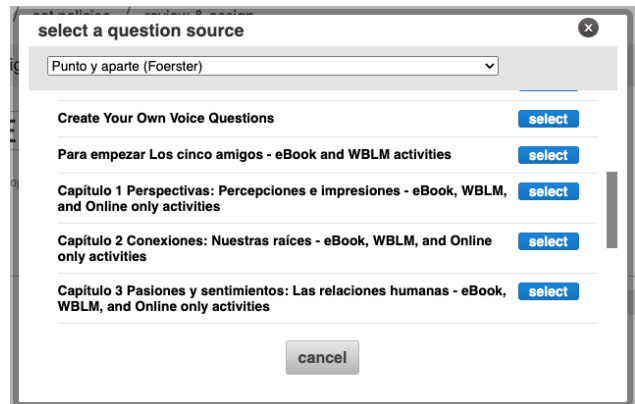 select a question source
x
Punto y aparte (Foerster)
Create Your Own Voice Questions
select
Para empezar Los cinco amigos - eBook and WBLM activities
select
Capítulo 1 Perspectivas: Percepciones e impresiones - eBook, WBLM,
and Online only activities
select
Capítulo 2 Conexiones: Nuestras raíces - eBook, WBLM, and Online
only activities
select
Capítulo 3 Pasiones y sentimientos: Las relaciones humanas - eBook,
WBLM, and Online only activities
select
cancel